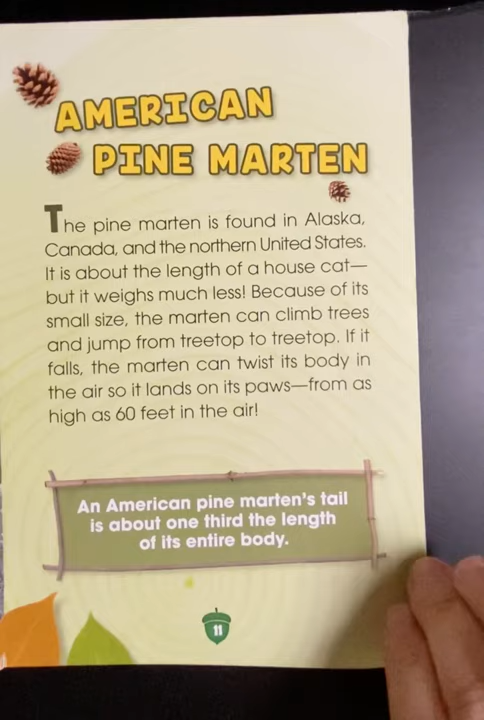 AMERICAN
PINE MARTEN
The pine marten is found in Alaska,
Canada, and the northern United States.
It is about the length of a house cat—
but it weighs much less! Because of its
small size, the marten can climb trees
and jump from treetop to treetop. If it
falls, the marten can twist its body in
the air so it lands on its paws—from as
high as 60 feet in the air!
An American pine marten's tail
is about one third the length
of its entire body.
11